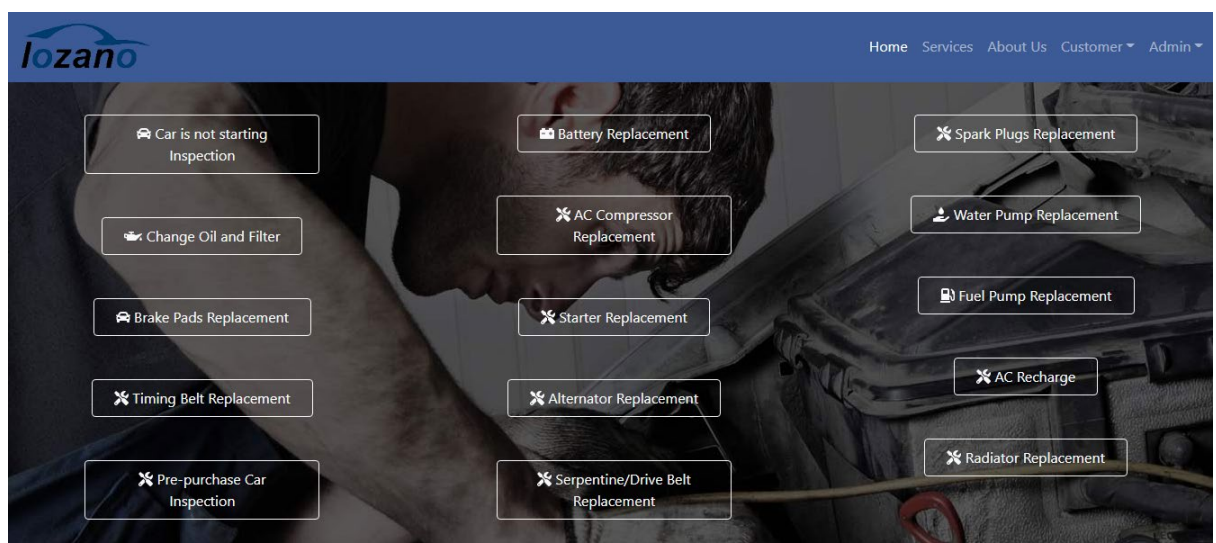 lozano
Home Services About Us Customer Admin
Car is not starting
Inspection
Battery Replacement
Spark Plugs Replacement
Change Oil and Filter
AC Compressor
Replacement
Water Pump Replacement
Brake Pads Replacement
Starter Replacement
Fuel Pump Replacement
Timing Belt Replacement
Alternator Replacement
AC Recharge
Pre-purchase Car
Inspection
Serpentine/Drive Belt
Replacement
Radiator Replacement